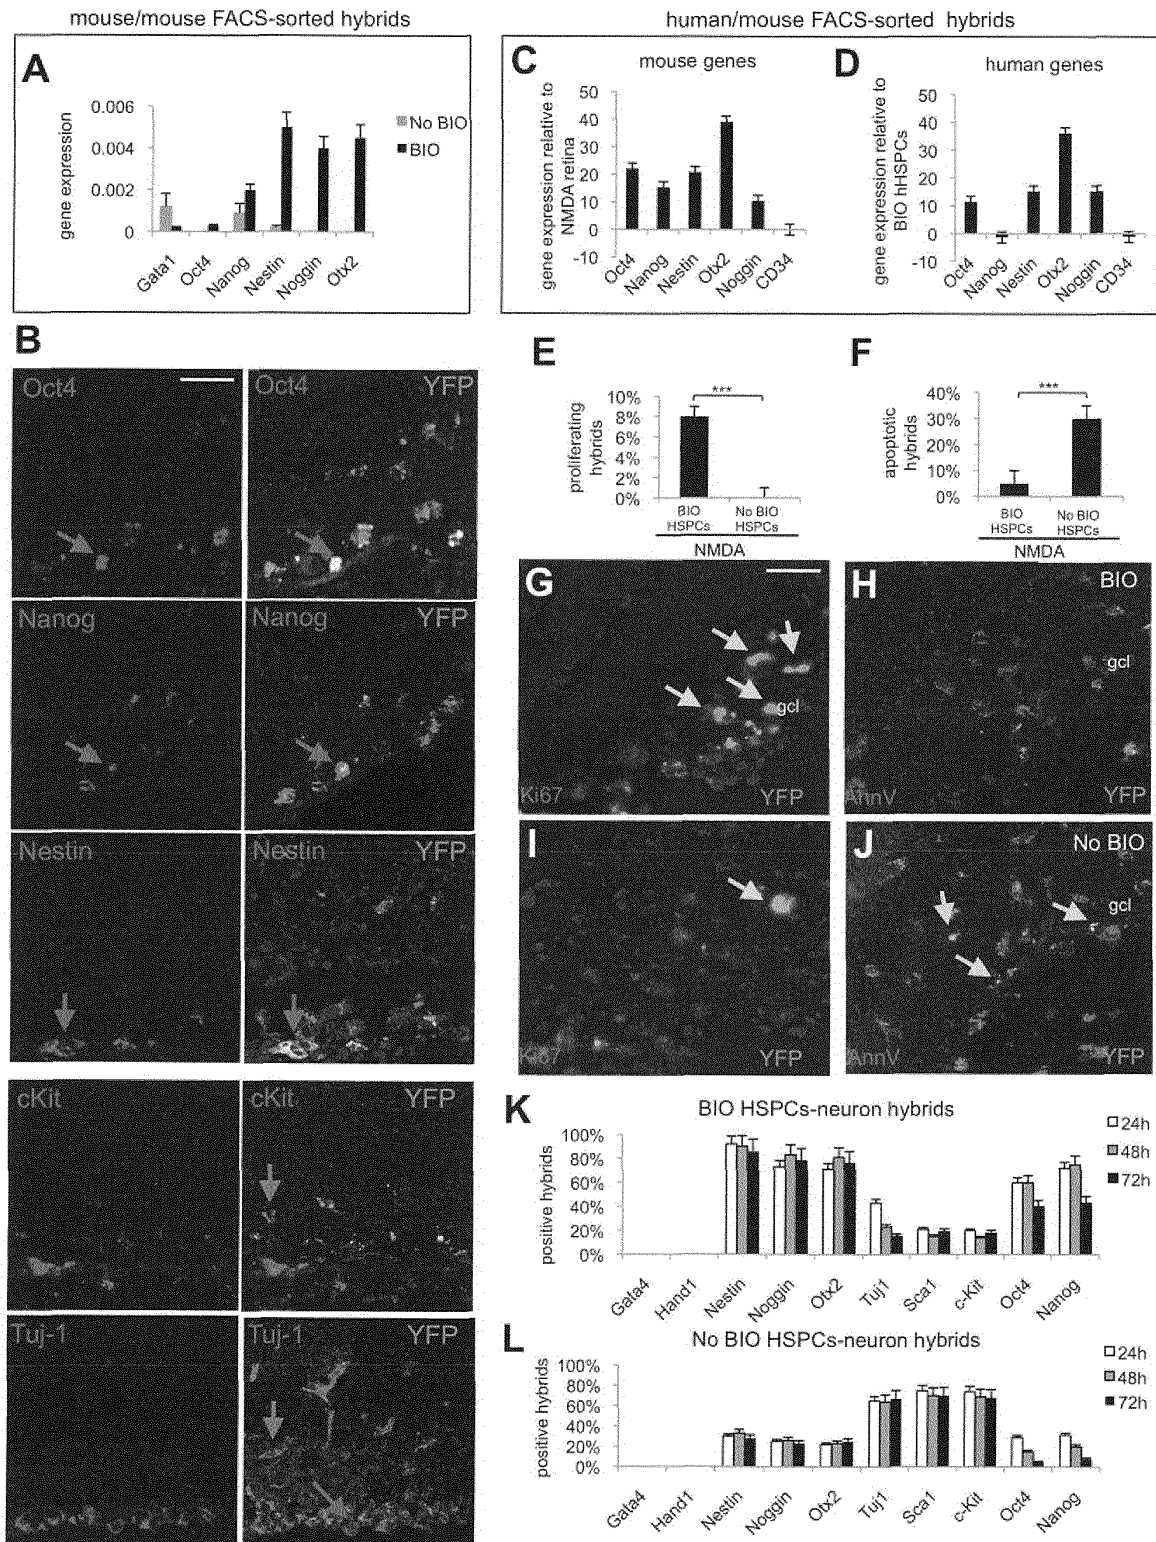 mouse/mouse FACS-sorted hybrids
human/mouse FACS-sorted hybrids
A
gene expression
0.006
0.004
0.002
0
No BIO
BIO
Gata1
Oct4
Nanog
Nestin
Noggin
Otx2
C
mouse genes
gene expression relative to
NMDA retina
50
40
30
20
10
0
-10
Oct4
Nanog
Nestin
Otx2
Noggin
CD34
D
human genes
gene expression relative to
BIO hHSPCs
50
40
30
20
10
0
-10
Oct4
Nanog
Nestin
Otx2
Noggin
CD34
B
Oct4
Oct4 YFP
Nanog
Nanog YFP
Nestin
Nestin YFP
cKit
cKit YFP
Tuj-1
Tuj-1 YFP
E
proliferating
hybrids
10%
8%
6%
4%
2%
0%
***
BIO
HSPCs
No BIO
HSPCs
NMDA
F
apoptotic
hybrids
40%
30%
20%
10%
0%
***
BIO
HSPCs
No BIO
HSPCs
NMDA
G
gcl
Ki67 YFP
H
BIO
gcl
AnnV YFP
I
Ki67 YFP
J
No BIO
gcl
AnnV YFP
K
BIO HSPCs-neuron hybrids
positive hybrids
100%
80%
60%
40%
20%
0%
24h
48h
72h
Gata4
Hand1
Nestin
Noggin
Otx2
Tuj1
Sca1
c-Kit
Oct4
Nanog
L
No BIO HSPCs-neuron hybrids
positive hybrids
100%
80%
60%
40%
20%
0%
24h
48h
72h
Gata4
Hand1
Nestin
Noggin
Otx2
Tuj1
Sca1
c-Kit
Oct4
Nanog